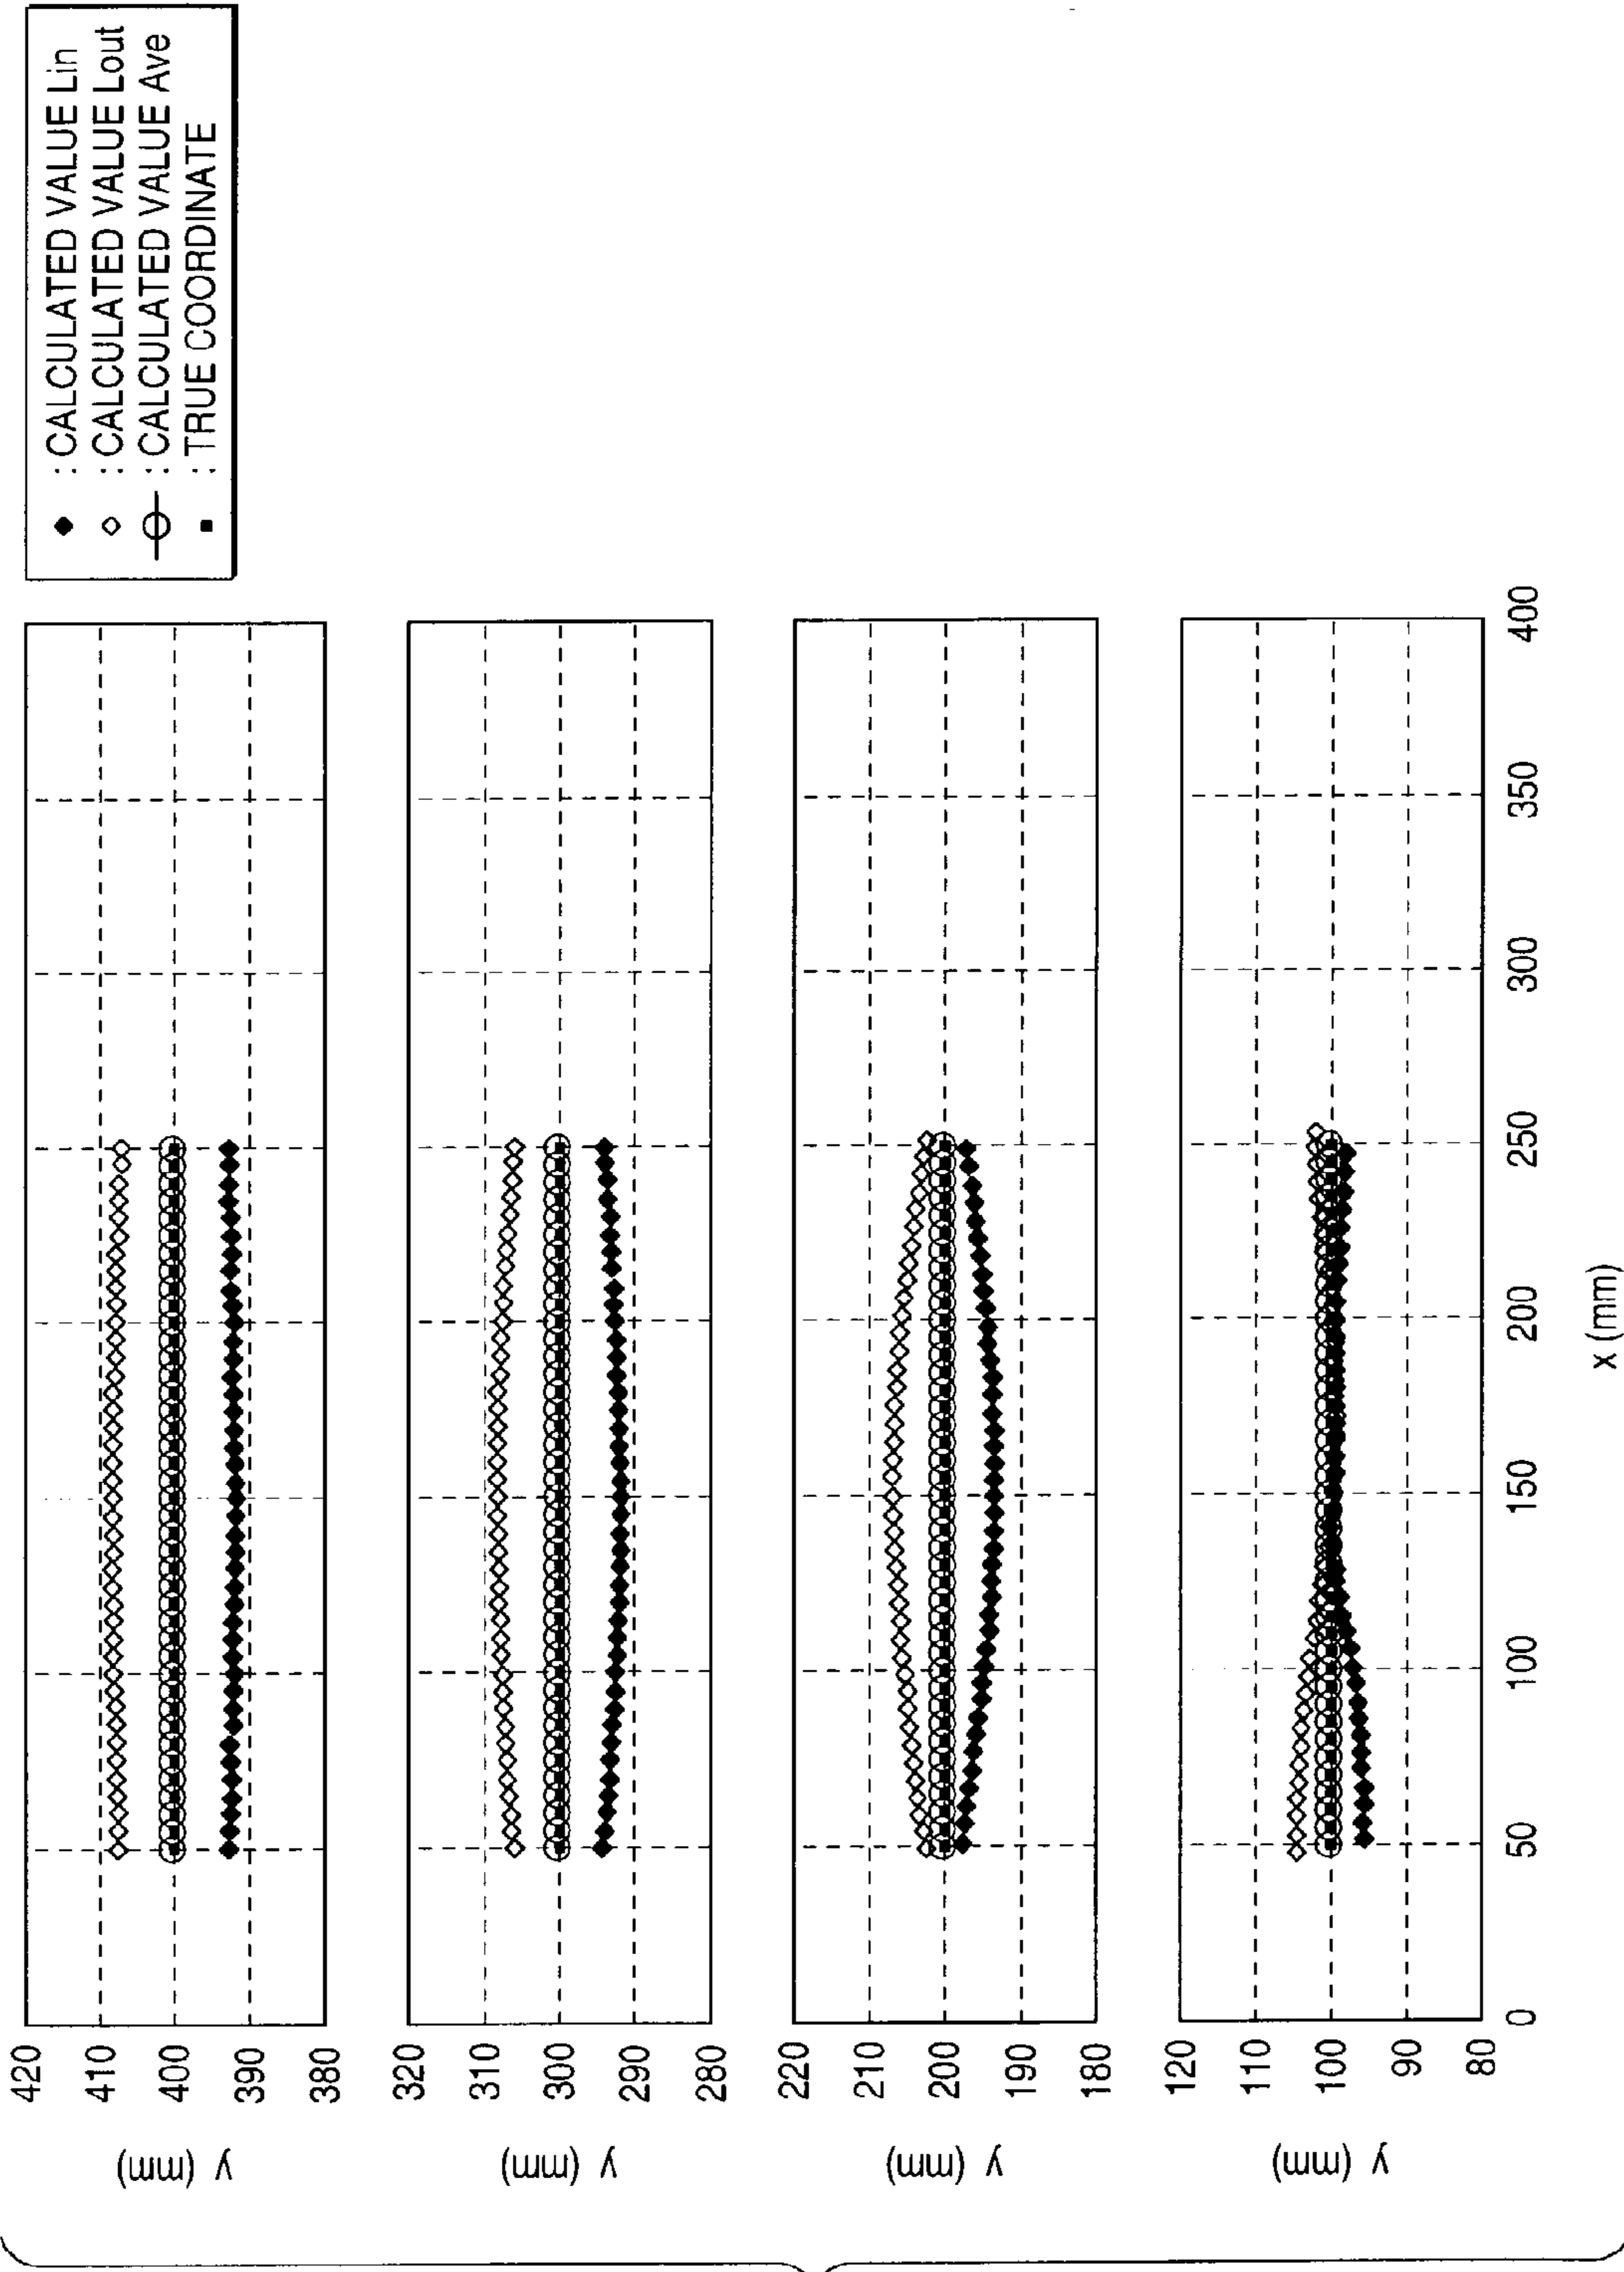 : CALCULATED VALUE Lin
: CALCULATED VALUE Lout
: CALCULATED VALUE Ave
: TRUE COORDINATE
y (mm)
420
410
400
390
380
y (mm)
320
310
300
290
280
y (mm)
220
210
200
190
180
y (mm)
120
110
100
90
80
0 50 100 150 200 250 300 350 400
x (mm)